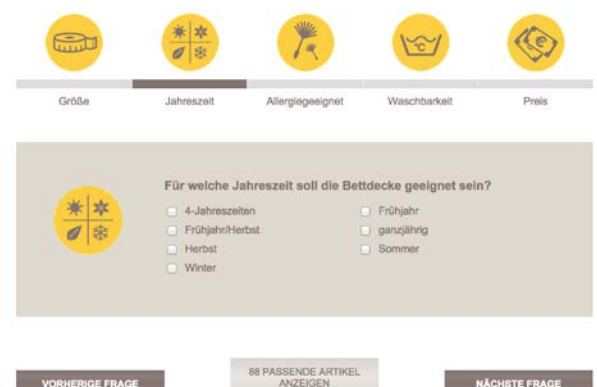 °C
€
Größe Jahreszeit Allergiegeeignet Waschbarkeit Preis
Für welche Jahreszeit soll die Bettdecke geeignet sein?
4-Jahreszeiten Frühjahr
Frühjahr/Herbst ganzjährig
Herbst Sommer
Winter
88 PASSENDE ARTIKEL
VORHERIGE FRAGE ANZEIGEN NÄCHSTE FRAGE